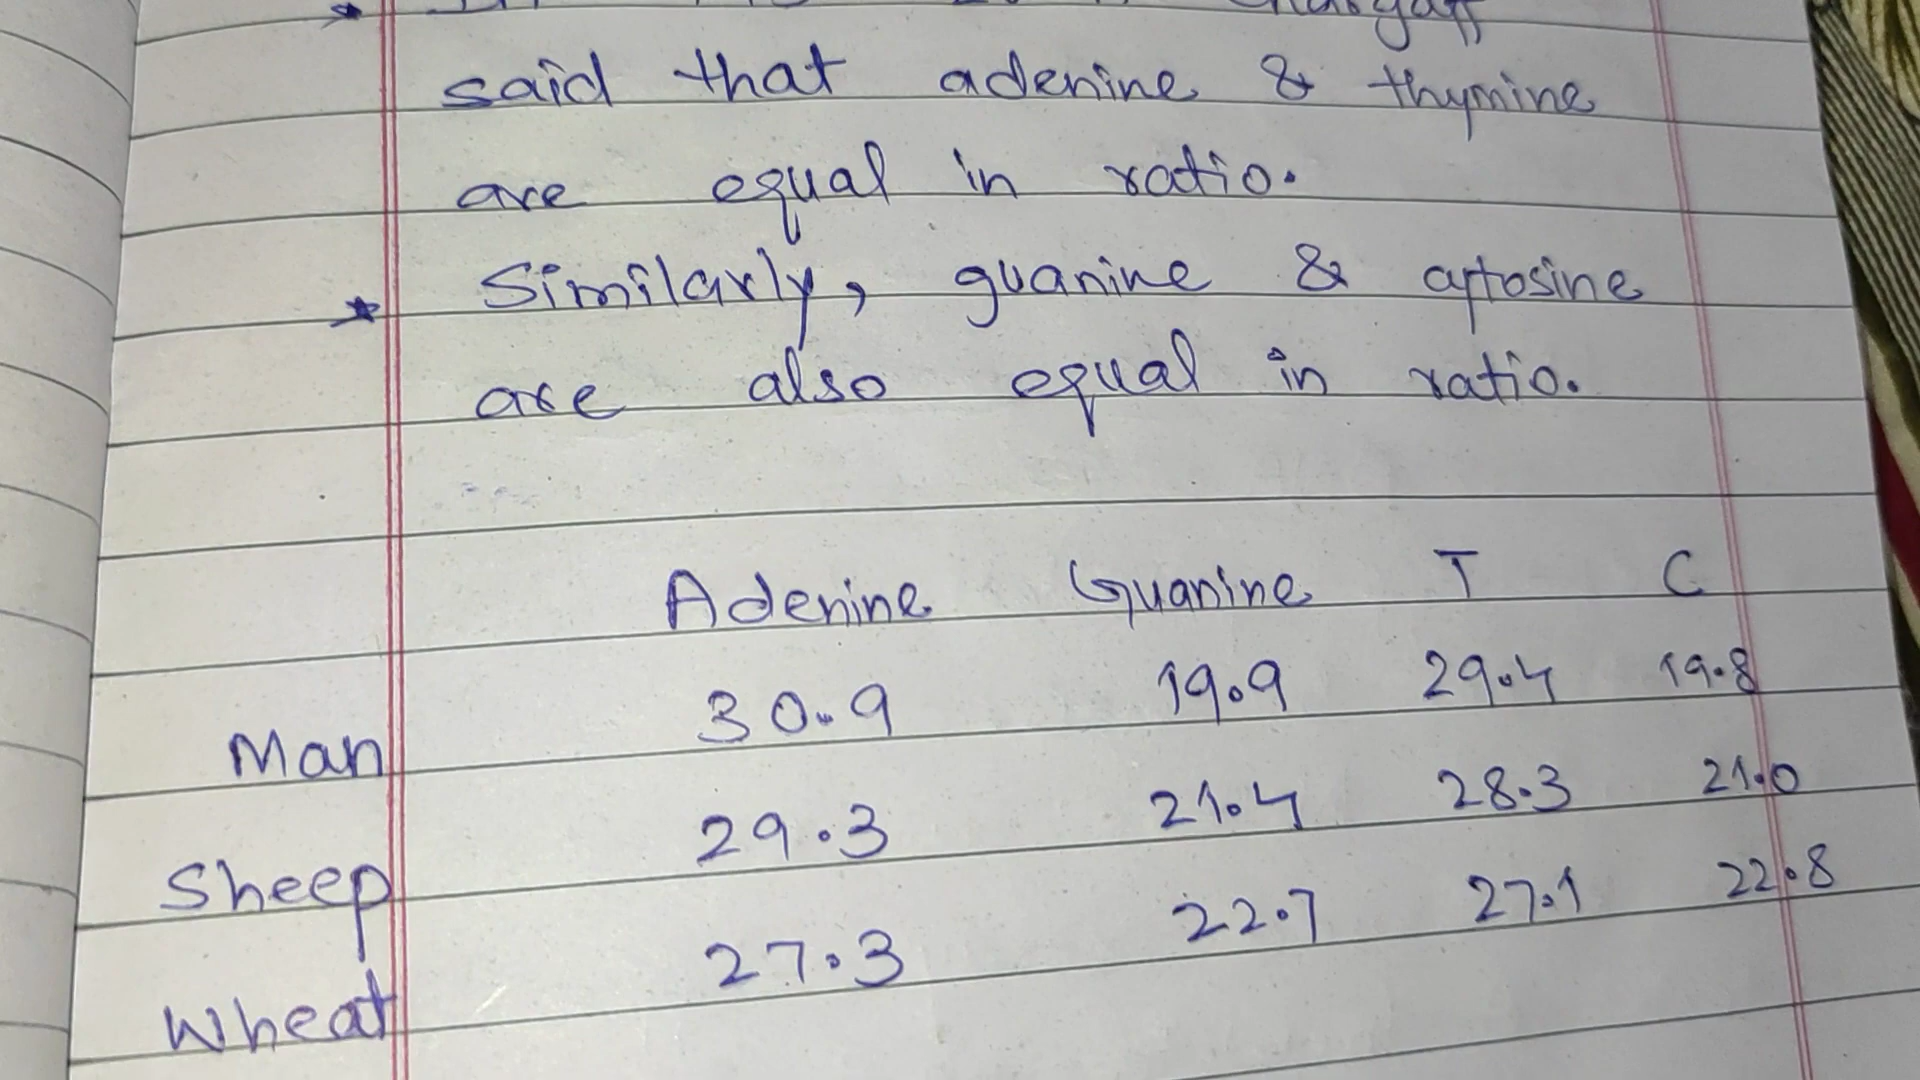 Chargaff
said that adenine & thymine
are equal in ratio.
Similarly, guanine & cytosine
are also equal in ratio.
Adenine Guanine T C
Man 30.9 19.9 29.4 19.8
Sheep 29.3 21.4 28.3 21.0
Wheat 27.3 22.7 27.1 22.8